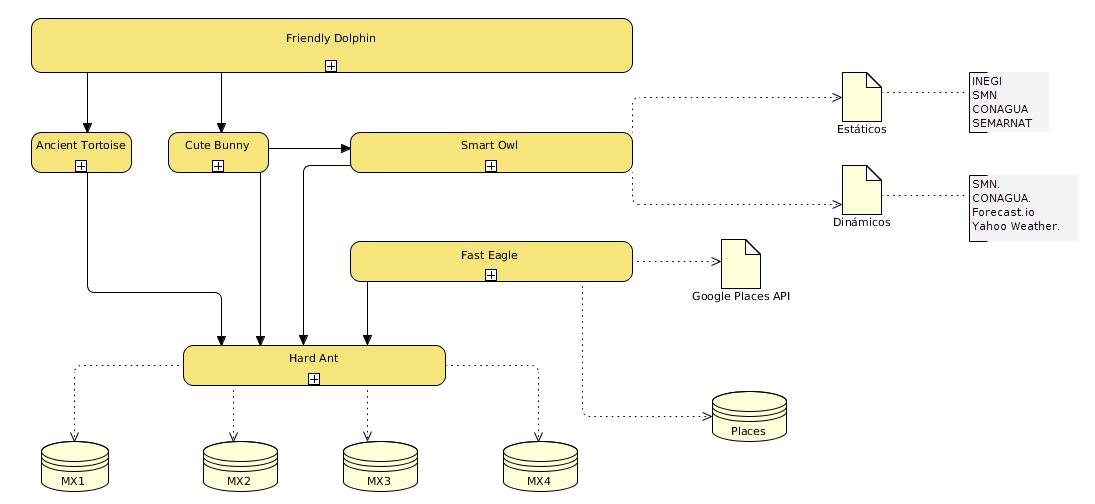 Friendly Dolphin
Ancient Tortoise
Cute Bunny
Smart Owl
Estáticos
INEGI
SMN
CONAGUA
SEMARNAT
Dinámicos
SMN.
CONAGUA.
Forecast.io
Yahoo Weather.
Fast Eagle
Google Places API
Hard Ant
Places
MX1
MX2
MX3
MX4